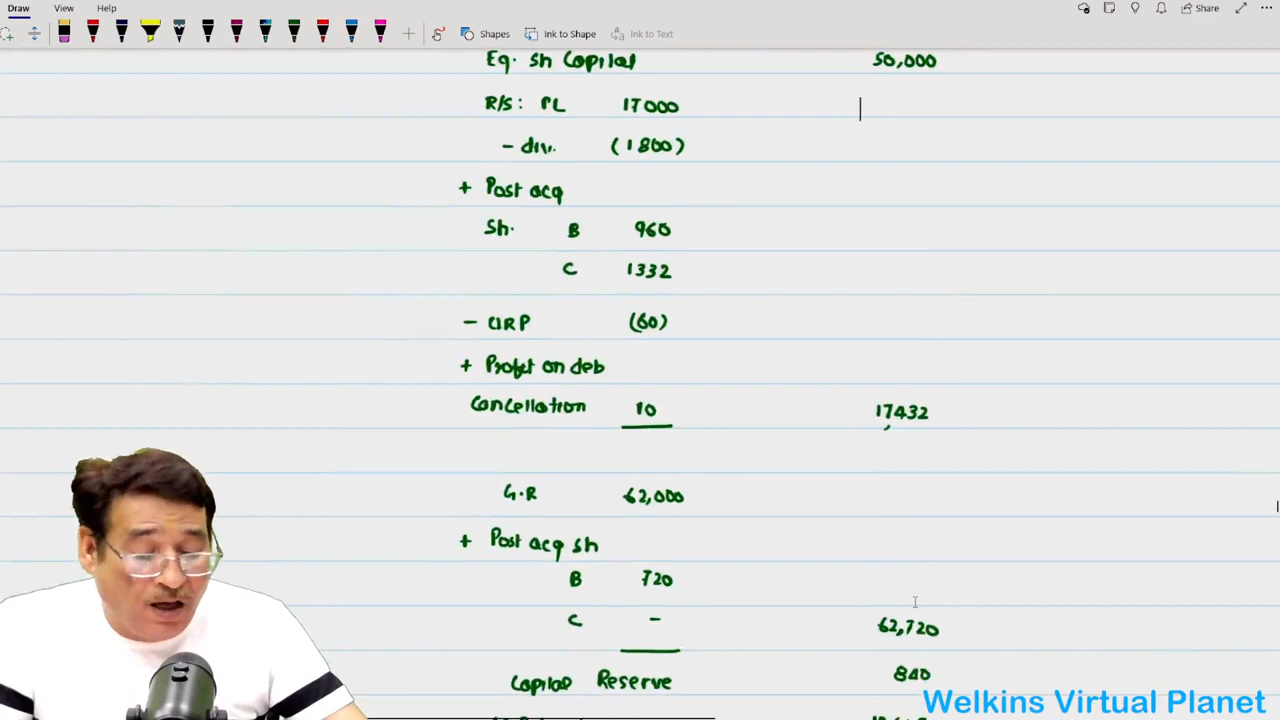 Draw View Help Share
Shapes Ink to Shape Ink to Text
Eq. Sh Capital 50,000
R/S: PL 17000
- div. (1800)
+ Post acq
Sh. B 960
C 1332
- URP (60)
+ Profit on deb
Cancellation 10 17432
G.R 62,000
+ Post acq sh
B 720
C - 62,720
Capital Reserve 840
Welkins Virtual Planet